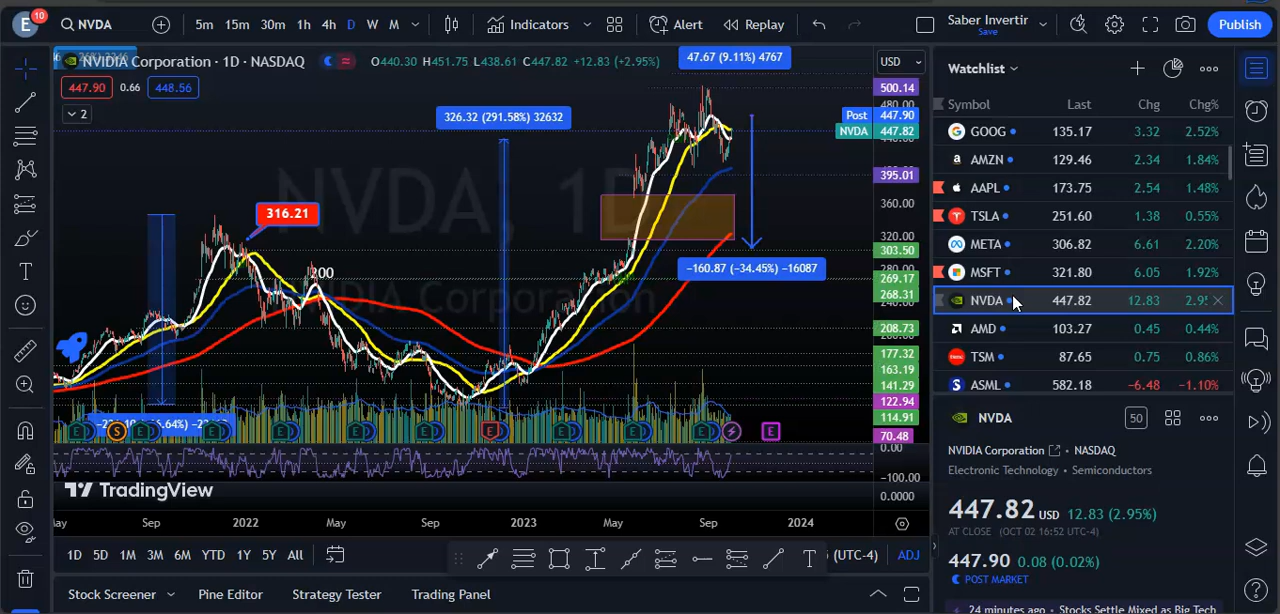 E
10
NVDA
5m 15m 30m 1h 4h D W M
Indicators
Alert
Replay
Saber Invertir
Save
Publish
NVIDIA Corporation · 1D · NASDAQ
O440.30 H451.75 L438.61 C447.82 +12.83 (+2.95%)
447.90 0.66 448.56
2
47.67 (9.11%) 4767
326.32 (291.58%) 32632
316.21
200
−160.87 (−34.45%) −16087
NVDA, 1D
NVIDIA Corporation
USD
500.14
480.00
Post 447.90
NVDA 447.82
395.01
360.00
320.00
303.50
269.17
268.31
208.73
177.32
163.19
141.29
122.94
114.91
70.48
0.00
−100.00
0.0000
S
E
E
TradingView
Sep 2022 May Sep 2023 May Sep 2024
1D 5D 1M 3M 6M YTD 1Y 5Y All
(UTC-4) ADJ
Stock Screener Pine Editor Strategy Tester Trading Panel
Watchlist
Symbol Last Chg Chg%
GOOG 135.17 3.32 2.52%
AMZN 129.46 2.34 1.84%
AAPL 173.75 2.54 1.48%
TSLA 251.60 1.38 0.55%
META 306.82 6.61 2.20%
MSFT 321.80 6.05 1.92%
NVDA 447.82 12.83 2.95
AMD 103.27 0.45 0.44%
TSM 87.65 0.75 0.86%
ASML 582.18 −6.48 −1.10%
NVDA
50
NVIDIA Corporation • NASDAQ
Electronic Technology • Semiconductors
447.82 USD 12.83 (2.95%)
AT CLOSE (OCT 02 16:52 UTC-4)
447.90 0.08 (0.02%)
POST MARKET
24 minutes ago • Stocks Settle Mixed as Big Tech